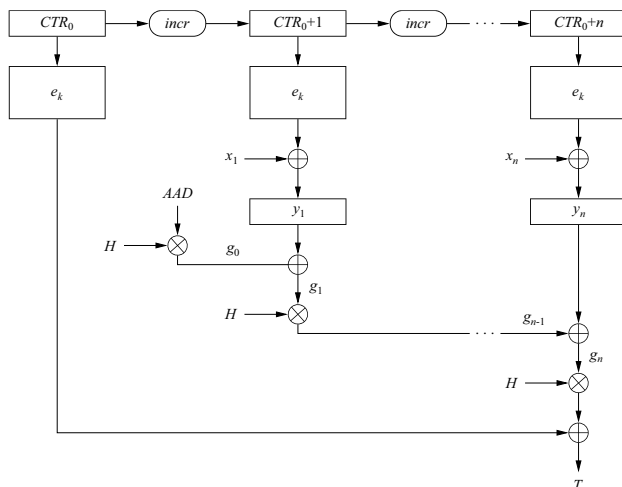 CTR₀ incr CTR₀+1 incr · · · CTR₀+n
eₖ eₖ eₖ
x₁ xₙ
AAD
y₁ yₙ
H g₀
g₁
H · · · gₙ₋₁
gₙ
H
T